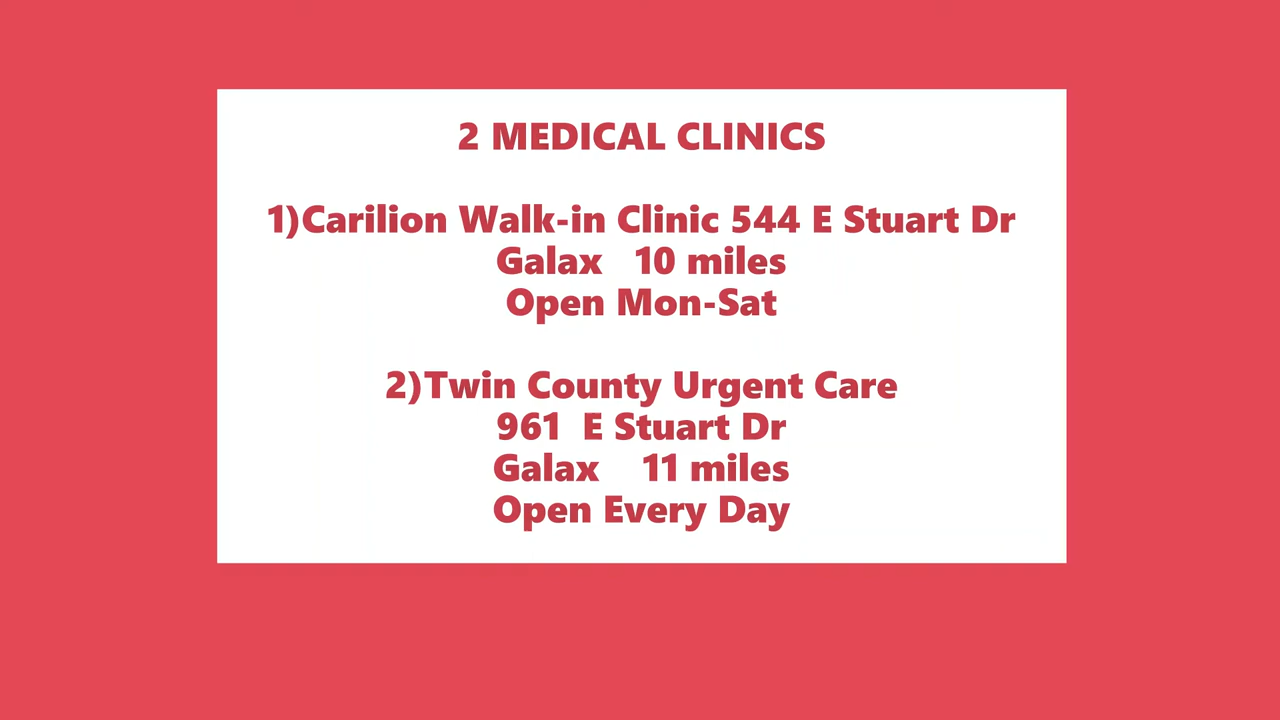 2 MEDICAL CLINICS
1)Carilion Walk-in Clinic 544 E Stuart Dr
Galax   10 miles
Open Mon-Sat
2)Twin County Urgent Care
961  E Stuart Dr
Galax    11 miles
Open Every Day